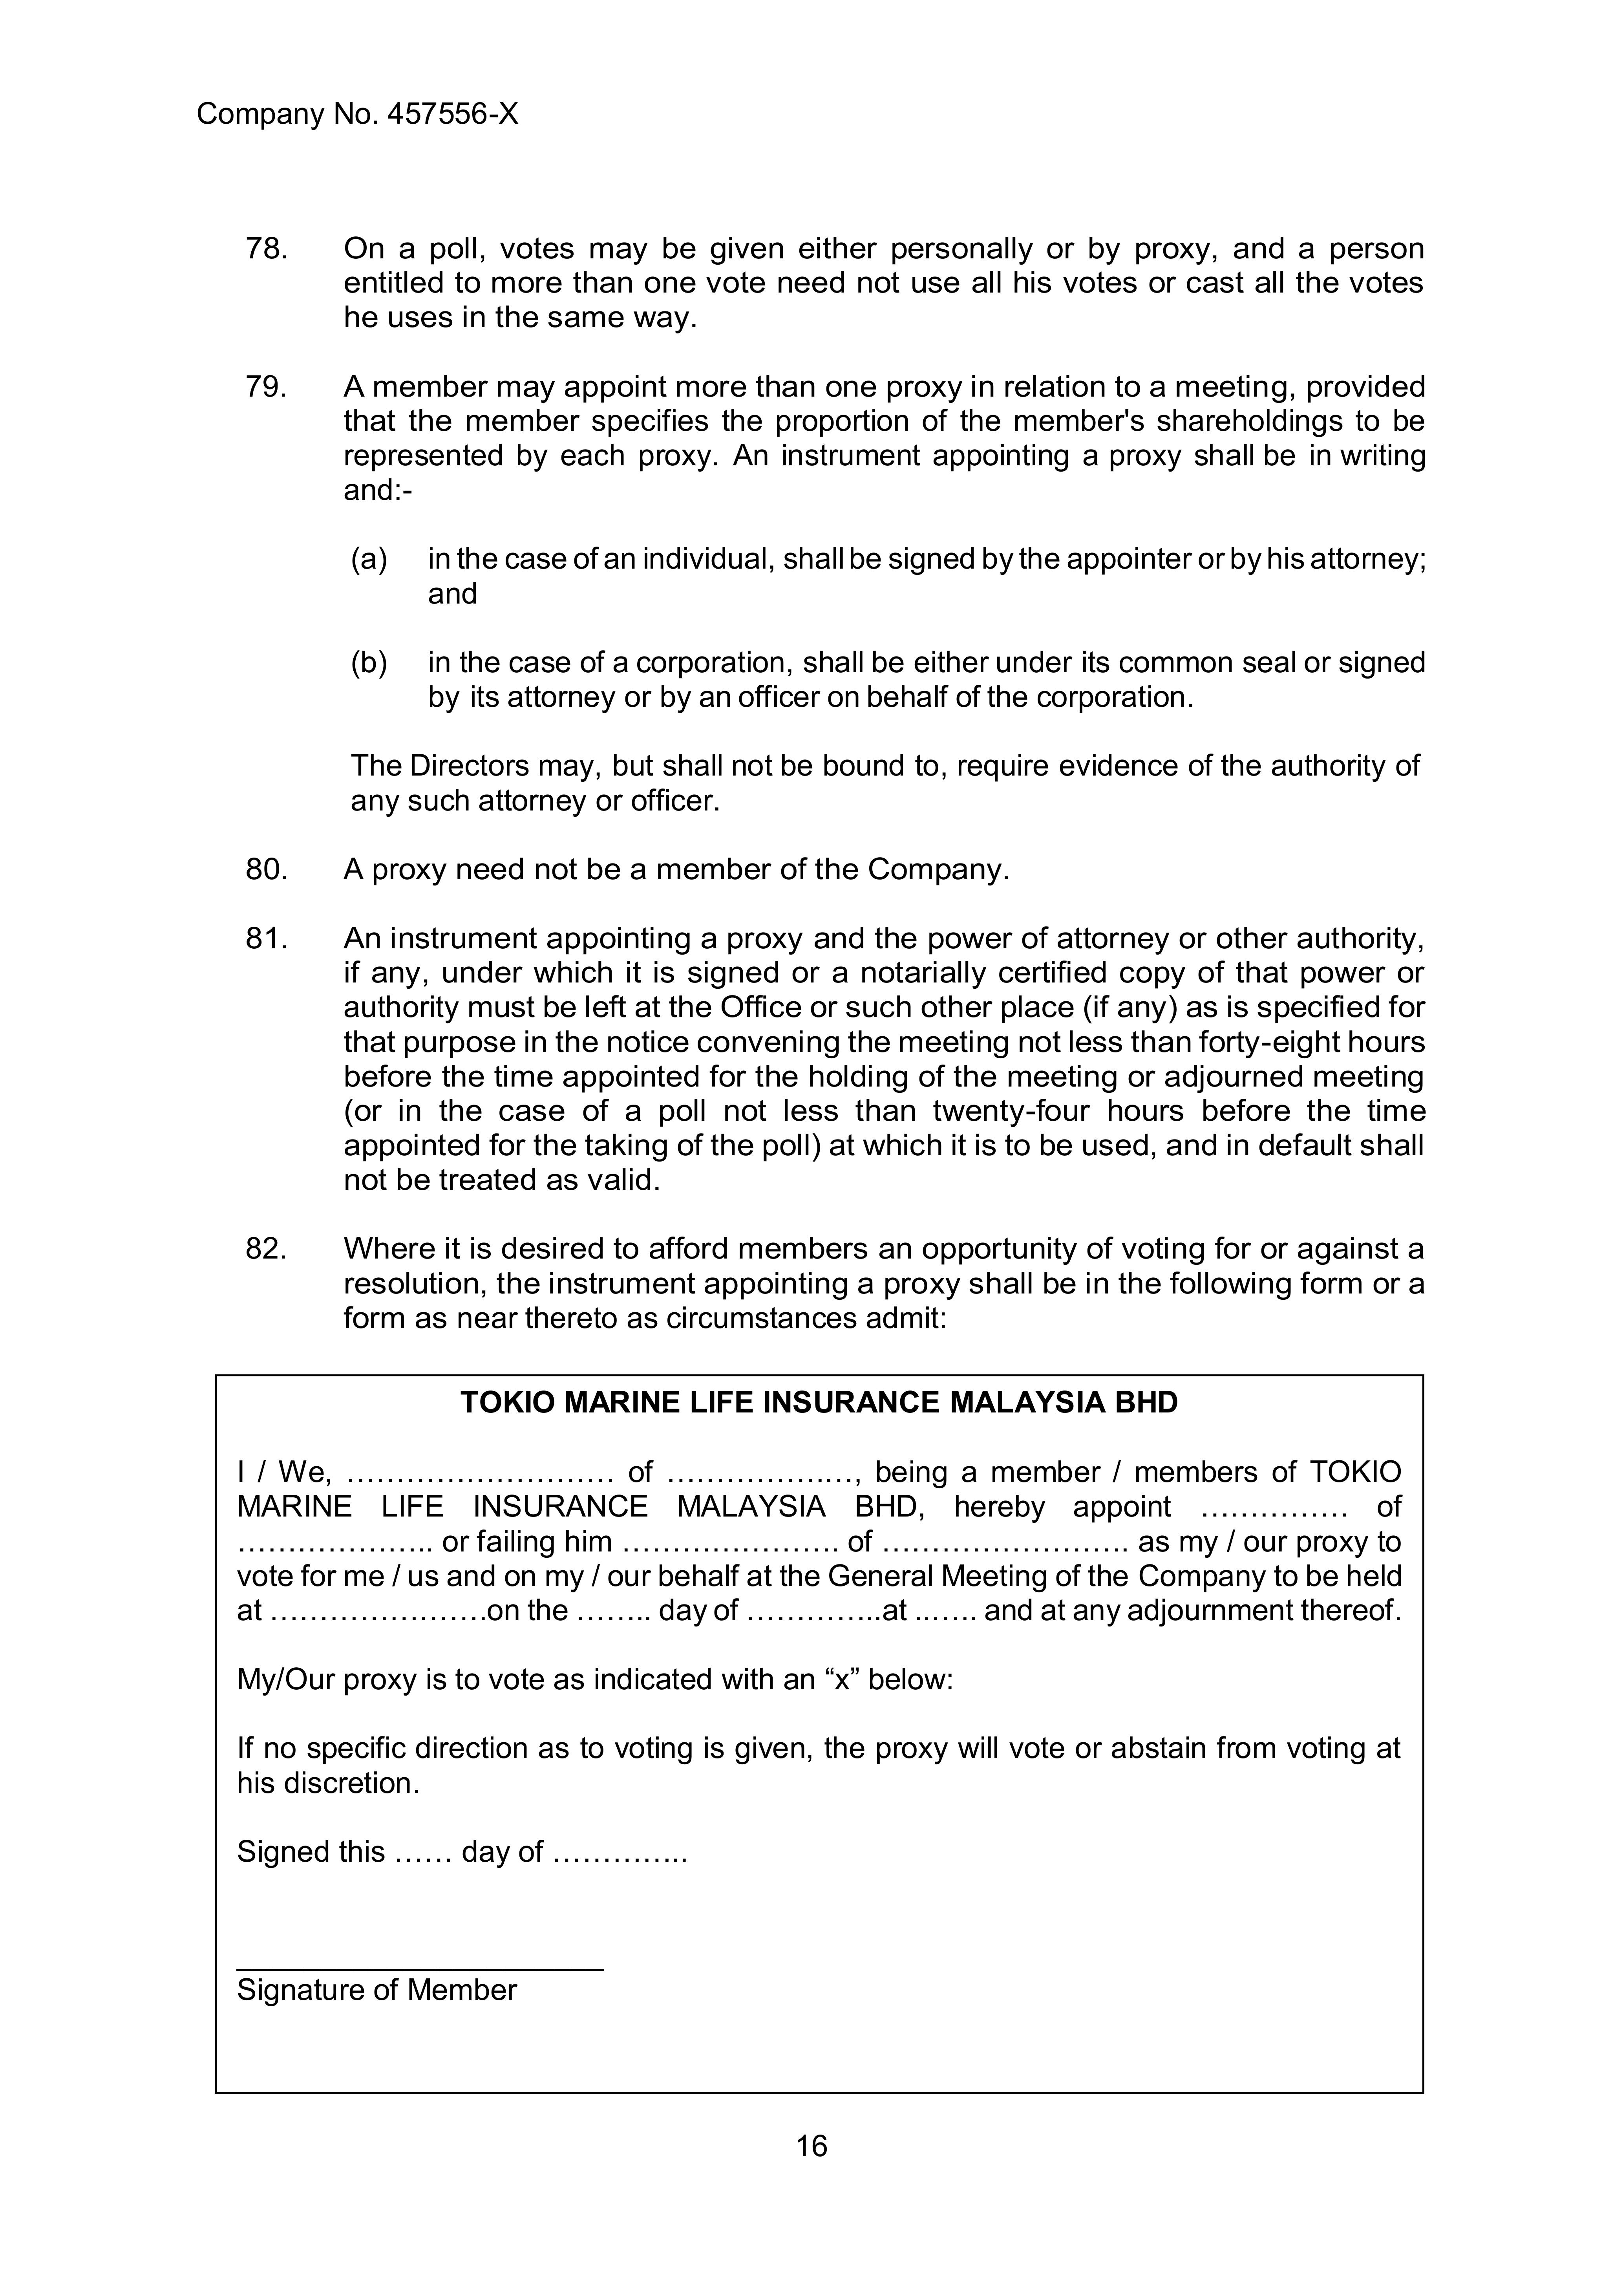 Company No. 457556-X
78. On a poll, votes may be given either personally or by proxy, and a person
entitled to more than one vote need not use all his votes or cast all the votes
he uses in the same way.
79. A member may appoint more than one proxy in relation to a meeting, provided
that the member specifies the proportion of the member's shareholdings to be
represented by each proxy. An instrument appointing a proxy shall be in writing
and:-
(a) in the case of an individual, shall be signed by the appointer or by his attorney;
and
(b) in the case of a corporation, shall be either under its common seal or signed
by its attorney or by an officer on behalf of the corporation.
The Directors may, but shall not be bound to, require evidence of the authority of
any such attorney or officer.
80. A proxy need not be a member of the Company.
81. An instrument appointing a proxy and the power of attorney or other authority,
if any, under which it is signed or a notarially certified copy of that power or
authority must be left at the Office or such other place (if any) as is specified for
that purpose in the notice convening the meeting not less than forty-eight hours
before the time appointed for the holding of the meeting or adjourned meeting
(or in the case of a poll not less than twenty-four hours before the time
appointed for the taking of the poll) at which it is to be used, and in default shall
not be treated as valid.
82. Where it is desired to afford members an opportunity of voting for or against a
resolution, the instrument appointing a proxy shall be in the following form or a
form as near thereto as circumstances admit:
TOKIO MARINE LIFE INSURANCE MALAYSIA BHD
I / We, ……………………… of ………………., being a member / members of TOKIO
MARINE LIFE INSURANCE MALAYSIA BHD, hereby appoint …………… of
……………….. or failing him …………………. of ……………………. as my / our proxy to
vote for me / us and on my / our behalf at the General Meeting of the Company to be held
at ………………….on the …….. day of …………..at ..….. and at any adjournment thereof.
My/Our proxy is to vote as indicated with an “x” below:
If no specific direction as to voting is given, the proxy will vote or abstain from voting at
his discretion.
Signed this …… day of …………..
______________________
Signature of Member
16